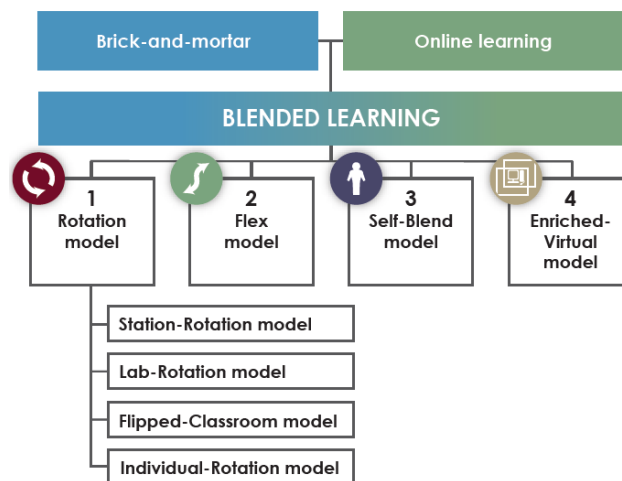 Brick-and-mortar
Online learning
BLENDED LEARNING
1
Rotation
model
2
Flex
model
3
Self-Blend
model
4
Enriched-
Virtual
model
Station-Rotation model
Lab-Rotation model
Flipped-Classroom model
Individual-Rotation model